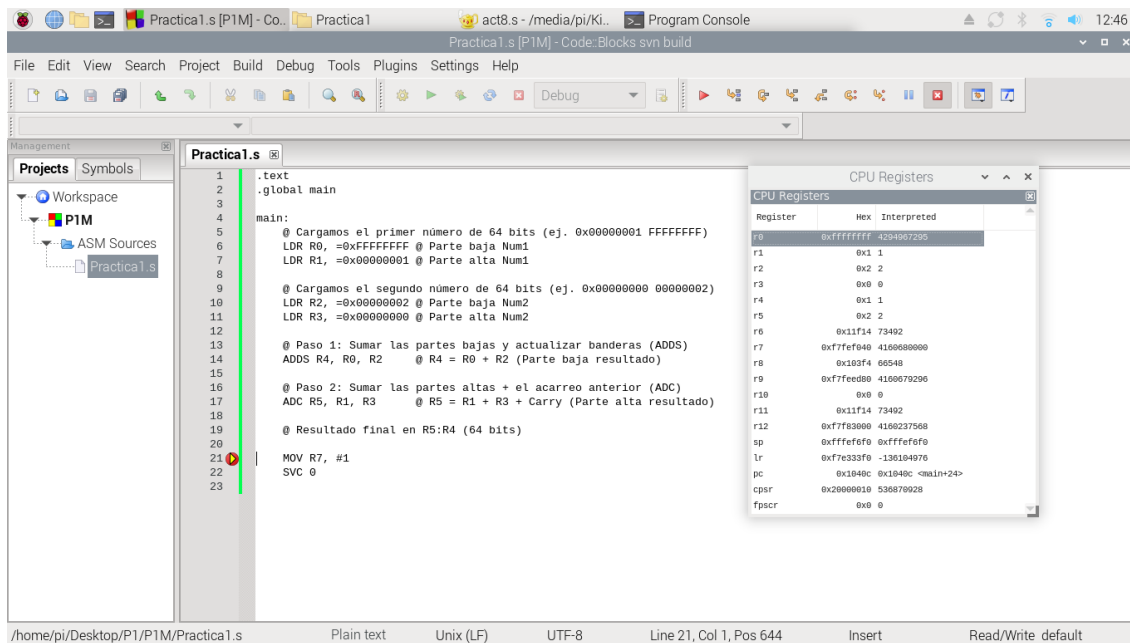 Practica1.s [P1M] - Co.. Practica1 act8.s - /media/pi/Ki.. Program Console 12:46
Practica1.s [P1M] - Code::Blocks svn build
File Edit View Search Project Build Debug Tools Plugins Settings Help
Debug
Management
Projects Symbols
Workspace
P1M
ASM Sources
Practica1.s
Practica1.s
1 .text
2 .global main
3
4 main:
5 @ Cargamos el primer número de 64 bits (ej. 0x00000001 FFFFFFFF)
6 LDR R0, =0xFFFFFFFF @ Parte baja Num1
7 LDR R1, =0x00000001 @ Parte alta Num1
8
9 @ Cargamos el segundo número de 64 bits (ej. 0x00000000 00000002)
10 LDR R2, =0x00000002 @ Parte baja Num2
11 LDR R3, =0x00000000 @ Parte alta Num2
12
13 @ Paso 1: Sumar las partes bajas y actualizar banderas (ADDS)
14 ADDS R4, R0, R2 @ R4 = R0 + R2 (Parte baja resultado)
15
16 @ Paso 2: Sumar las partes altas + el acarreo anterior (ADC)
17 ADC R5, R1, R3 @ R5 = R1 + R3 + Carry (Parte alta resultado)
18
19 @ Resultado final en R5:R4 (64 bits)
20
21 MOV R7, #1
22 SVC 0
23
CPU Registers
CPU Registers
Register Hex Interpreted
r0 0xffffffff 4294967295
r1 0x1 1
r2 0x2 2
r3 0x0 0
r4 0x1 1
r5 0x2 2
r6 0x11f14 73492
r7 0xf7fef040 4160680000
r8 0x103f4 66548
r9 0xf7feed80 4160679296
r10 0x0 0
r11 0x11f14 73492
r12 0xf7f83000 4160237568
sp 0xfffef6f0 0xfffef6f0
lr 0xf7e333f0 -136104976
pc 0x1040c 0x1040c <main+24>
cpsr 0x20000010 536870928
fpscr 0x0 0
/home/pi/Desktop/P1/P1M/Practica1.s Plain text Unix (LF) UTF-8 Line 21, Col 1, Pos 644 Insert Read/Write default